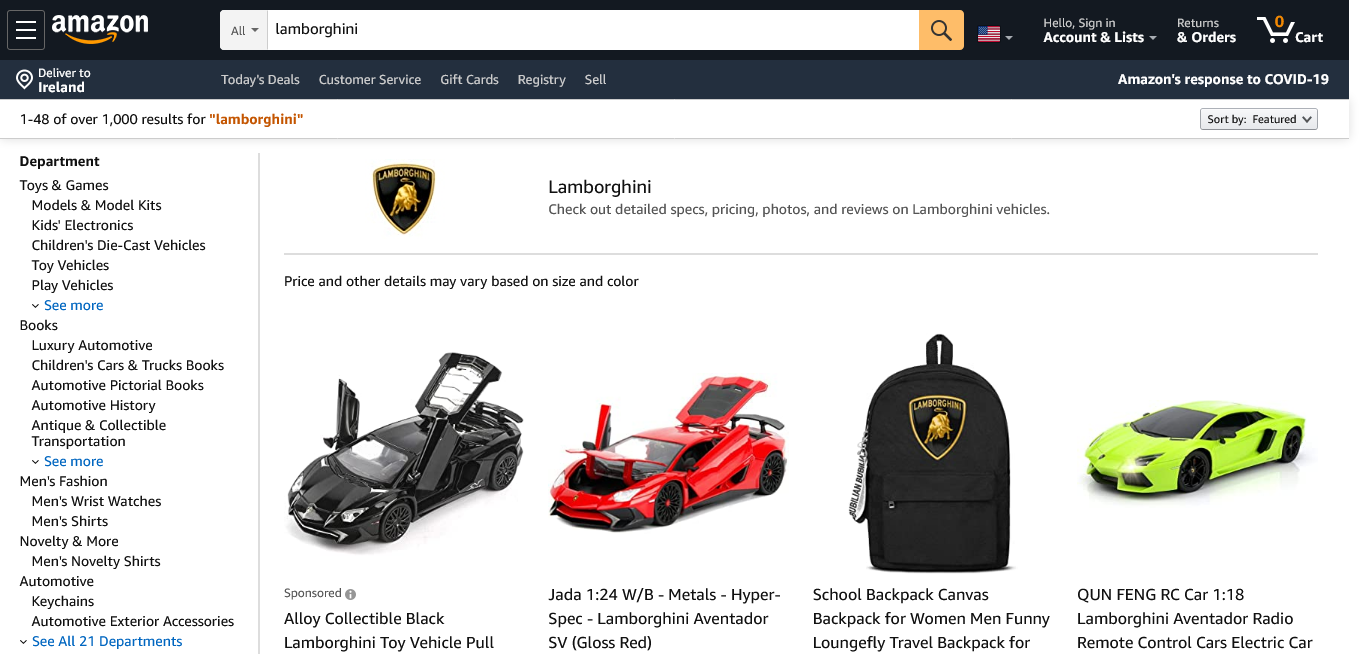 amazon
All
lamborghini
Hello, Sign in
Account & Lists
Returns
& Orders
0
Cart
Deliver to
Ireland
Today's Deals
Customer Service
Gift Cards
Registry
Sell
Amazon's response to COVID-19
1-48 of over 1,000 results for "lamborghini"
Sort by: Featured
Department
Toys & Games
Models & Model Kits
Kids' Electronics
Children's Die-Cast Vehicles
Toy Vehicles
Play Vehicles
See more
Books
Luxury Automotive
Children's Cars & Trucks Books
Automotive Pictorial Books
Automotive History
Antique & Collectible
Transportation
See more
Men's Fashion
Men's Wrist Watches
Men's Shirts
Novelty & More
Men's Novelty Shirts
Automotive
Keychains
Automotive Exterior Accessories
See All 21 Departments
LAMBORGHINI
Lamborghini
Check out detailed specs, pricing, photos, and reviews on Lamborghini vehicles.
Price and other details may vary based on size and color
Sponsored
Alloy Collectible Black
Lamborghini Toy Vehicle Pull
Jada 1:24 W/B - Metals - Hyper-
Spec - Lamborghini Aventador
SV (Gloss Red)
LAMBORGHINI
School Backpack Canvas
Backpack for Women Men Funny
Loungefly Travel Backpack for
QUN FENG RC Car 1:18
Lamborghini Aventador Radio
Remote Control Cars Electric Car